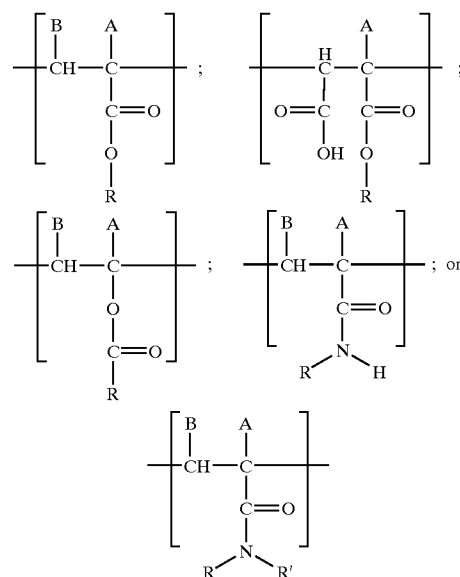 B A H A
CH C ; C C ;
C=O O=C C=O
O OH O
R R
B A B A
CH C ; CH C ; or
O C=O
C=O N
R R H
B A
CH C
C=O
N
R R'